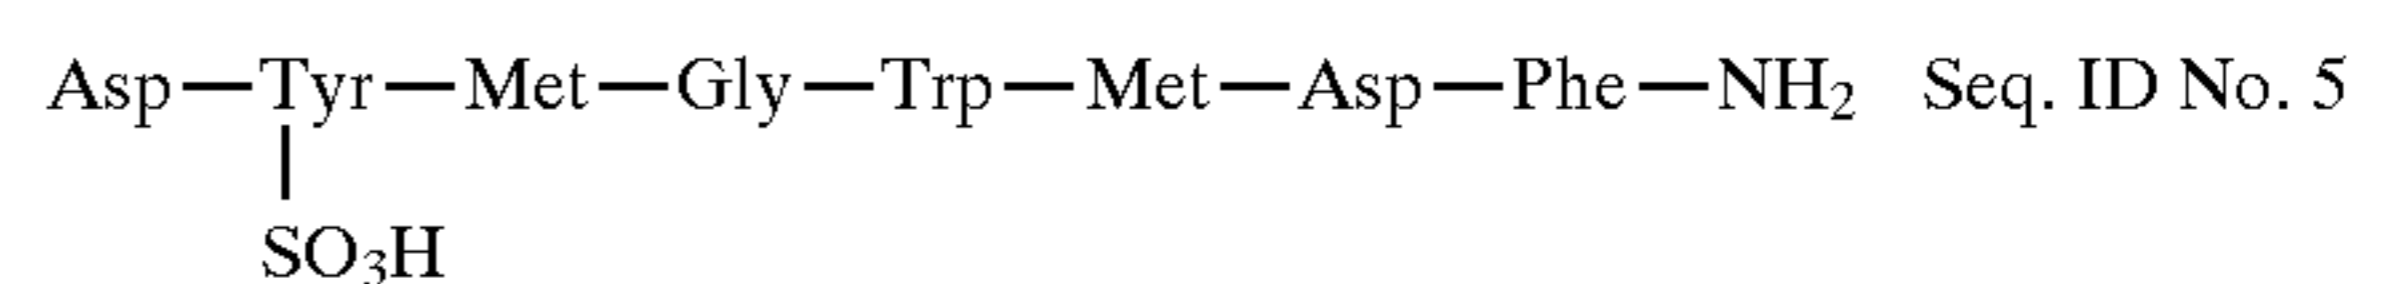 Asp—Tyr—Met—Gly—Trp—Met—Asp—Phe—NH₂ Seq. ID No. 5
SO₃H